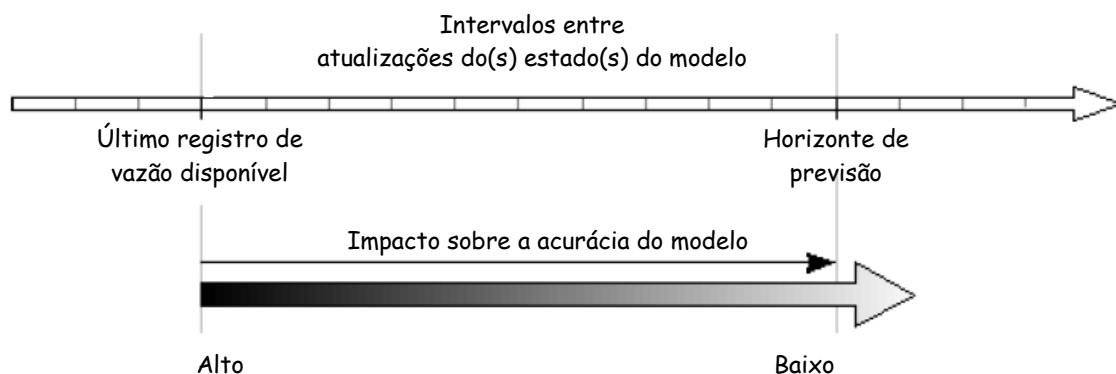 Intervalos entre
atualizações do(s) estado(s) do modelo
Último registro de
vazão disponível
Horizonte de
previsão
Impacto sobre a acurácia do modelo
Alto
Baixo